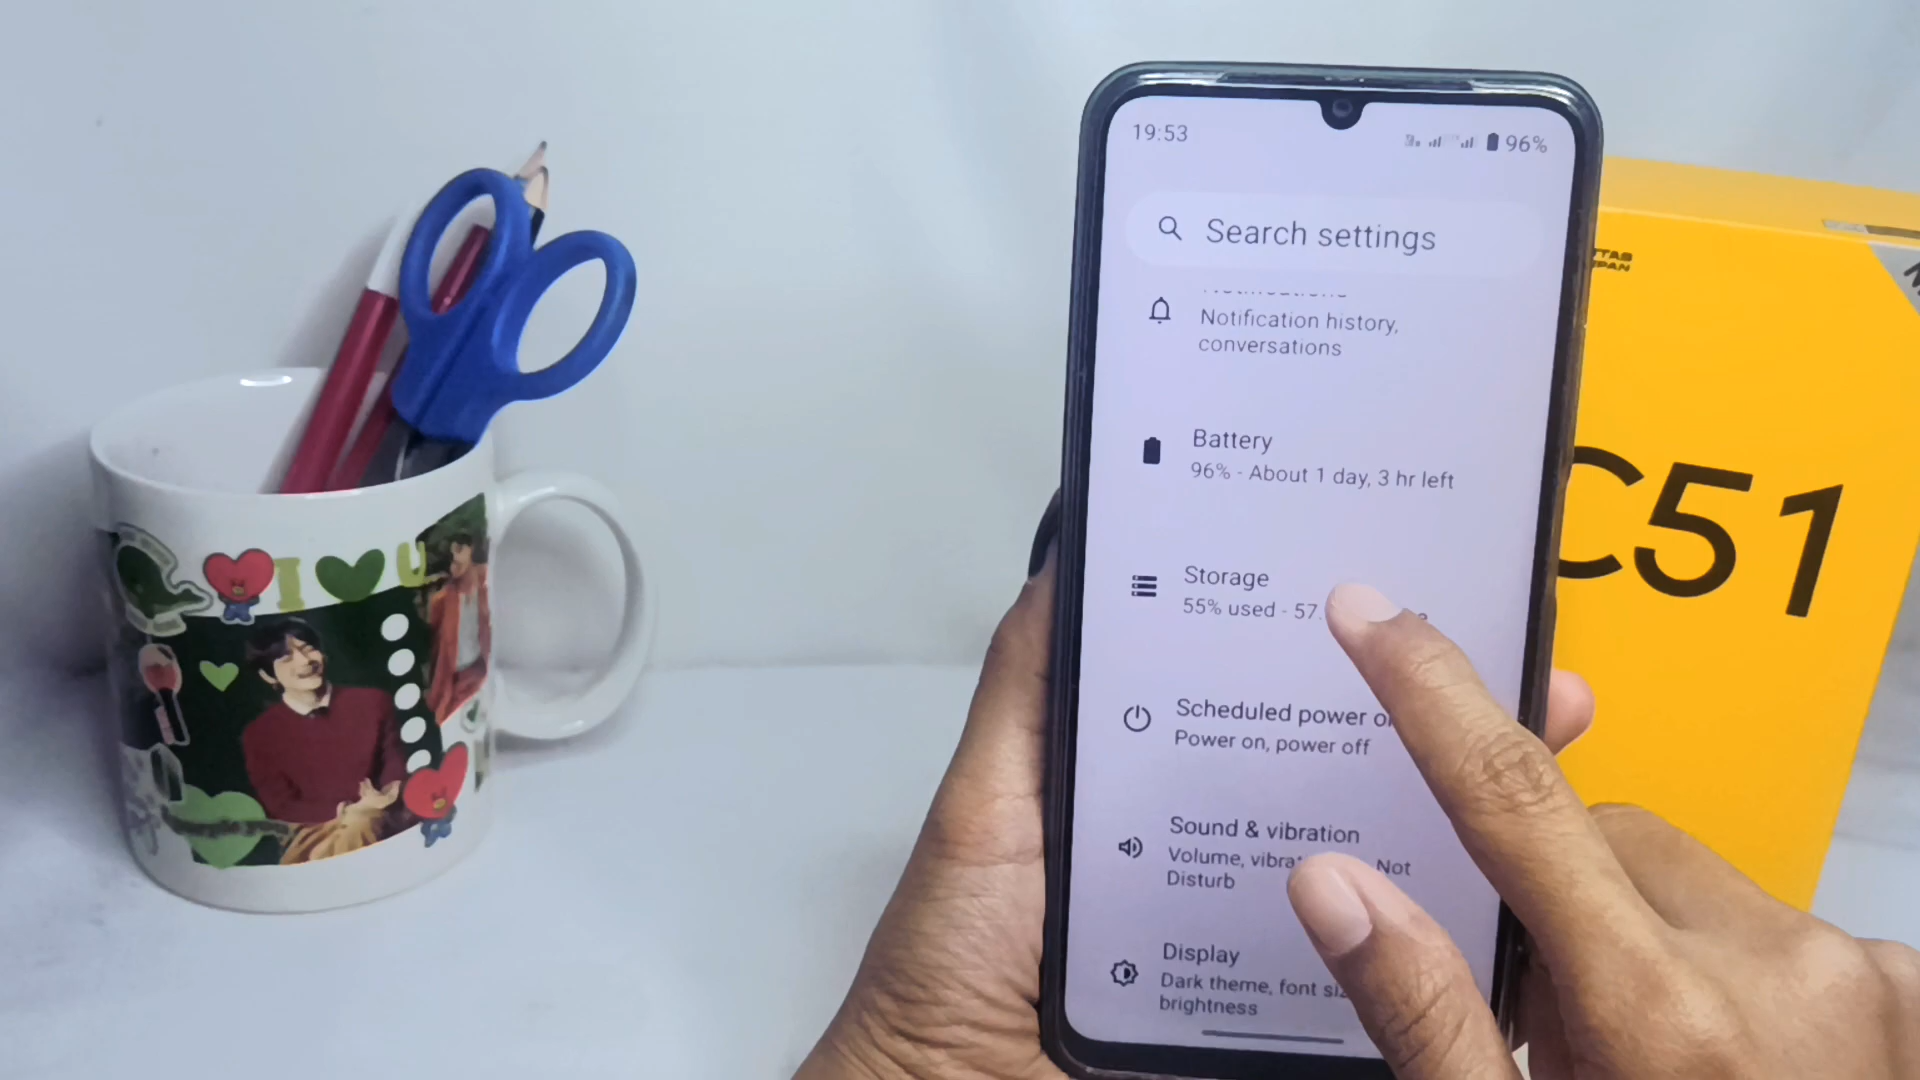 19:53
96%
Search settings
Notification history,
conversations
Battery
96% - About 1 day, 3 hr left
Storage
55% used - 57.
Scheduled power
Power on, power off
Sound & vibration
Volume, Not
Disturb
Display
Dark theme, font
brightness
C51
I U